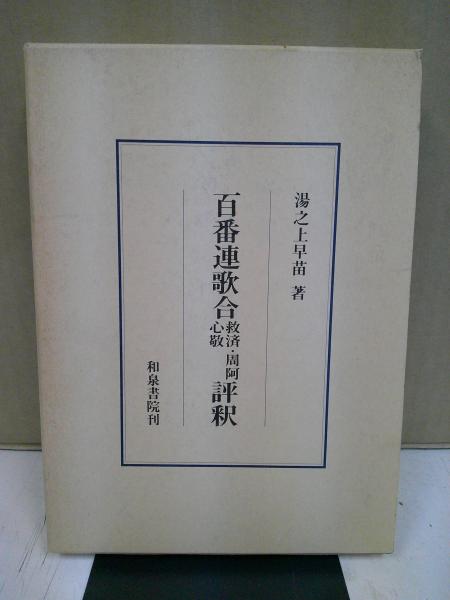 湯之上早苗 著
百番連歌合救済・周阿心敬評釈
和泉書院刊